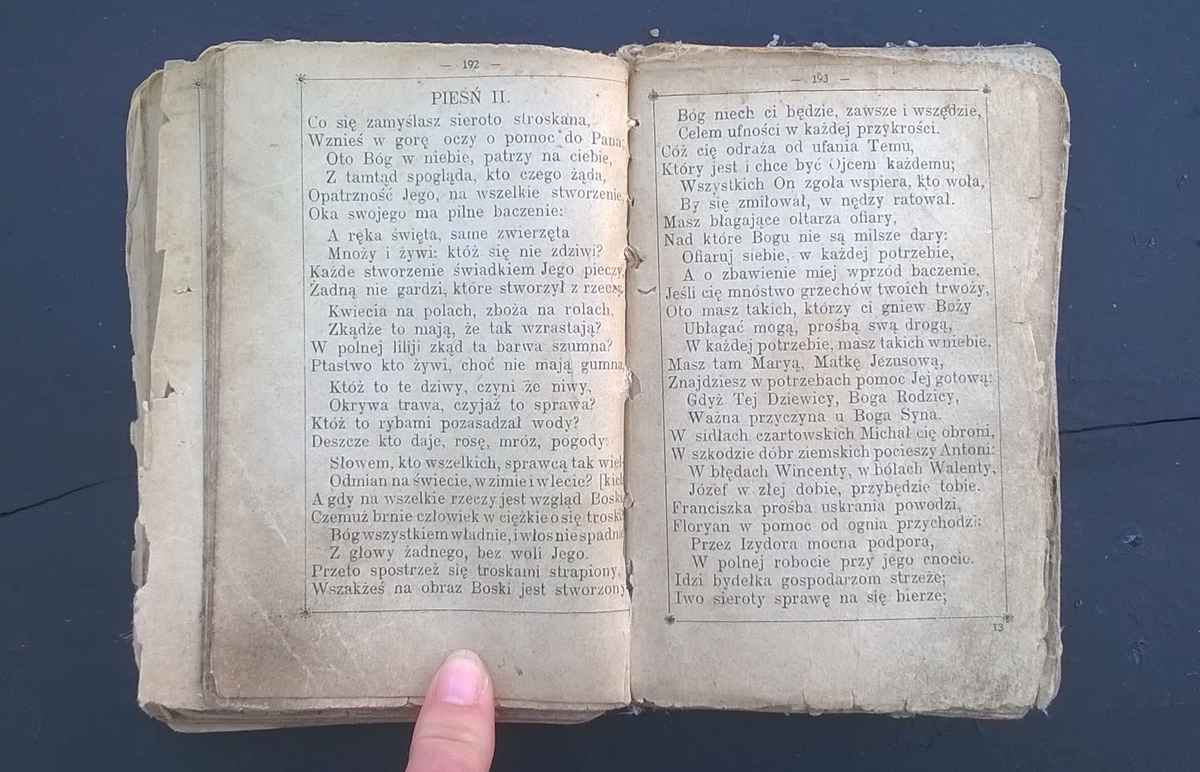 — 192 —
PIEŚŃ II.
Co się zamyślasz sieroto stroskana,
Wznieś w gorę oczy o pomoc do Pana;
Oto Bóg w niebie, patrzy na ciebie,
Z tamtąd spogląda, kto czego żąda,
Opatrzność Jego, na wszelkie stworzenie,
Oka swojego ma pilne baczenie:
A ręka święta, same zwierzęta
Mnoży i żywi: któż się nie zdziwi?
Każde stworzenie świadkiem Jego pieczy,
Żadną nie gardzi, które stworzył z rzeczy.
Kwiecia na polach, zboża na rolach,
Zkądże to mają, że tak wzrastają?
W polnej liliji zkąd ta barwa szumna?
Ptastwo kto żywi, choć nie mają gumna,
Któż to te dziwy, czyni że niwy,
Okrywa trawa, czyjaż to sprawa?
Któż to rybami pozasadzał wody?
Deszcze kto daje, rosę, mróz, pogody
Słowem, kto wszelkich, sprawcą tak wiel-
Odmian na świecie, w zimie i w lecie? [kich
A gdy na wszelkie rzeczy jest wzgląd Boski
Czemuż brnie człowiek w ciężkie o się troski
Bóg wszystkiem władnie, i włos nie spadnie
Z głowy żadnego, bez woli Jego.
Przeto spostrzeż się troskami strapiony,
Wszakżeś na obraz Boski jest stworzony
— 193 —
Bóg niech ci będzie, zawsze i wszędzie,
Celem ufności w każdej przykrości.
Cóż cię odraża od ufania Temu,
Który jest i chce być Ojcem każdemu;
Wszystkich On zgoła wspiera, kto woła,
By się zmiłował, w nędzy ratował.
Masz błagające ołtarza ofiary,
Nad które Bogu nie są milsze dary:
Ofiaruj siebie, w każdej potrzebie,
A o zbawienie miej wprzód baczenie.
Jeśli cię mnóstwo grzechów twoich trwoży,
Oto masz takich, którzy ci gniew Boży
Ubłagać mogą, prośbą swą drogą,
W każdej potrzebie, masz takich w niebie,
Masz tam Maryą, Matkę Jezusową,
Znajdziesz w potrzebach pomoc Jej gotową:
Gdyż Tej Dziewicy, Boga Rodzicy,
Ważna przyczyna u Boga Syna.
W sidłach czartowskich Michał cię obroni,
W szkodzie dóbr ziemskich pocieszy Antoni:
W błędach Wincenty, w bólach Walenty,
Józef w złej dobie, przybędzie tobie.
Franciszka prośba uskrania powodzi,
Floryan w pomoc od ognia przychodzi:
Przez Izydora mocna podpora,
W polnej robocie przy jego cnocie.
Idzi bydełka gospodarzom strzeże;
Iwo sieroty sprawę na się bierze;
13